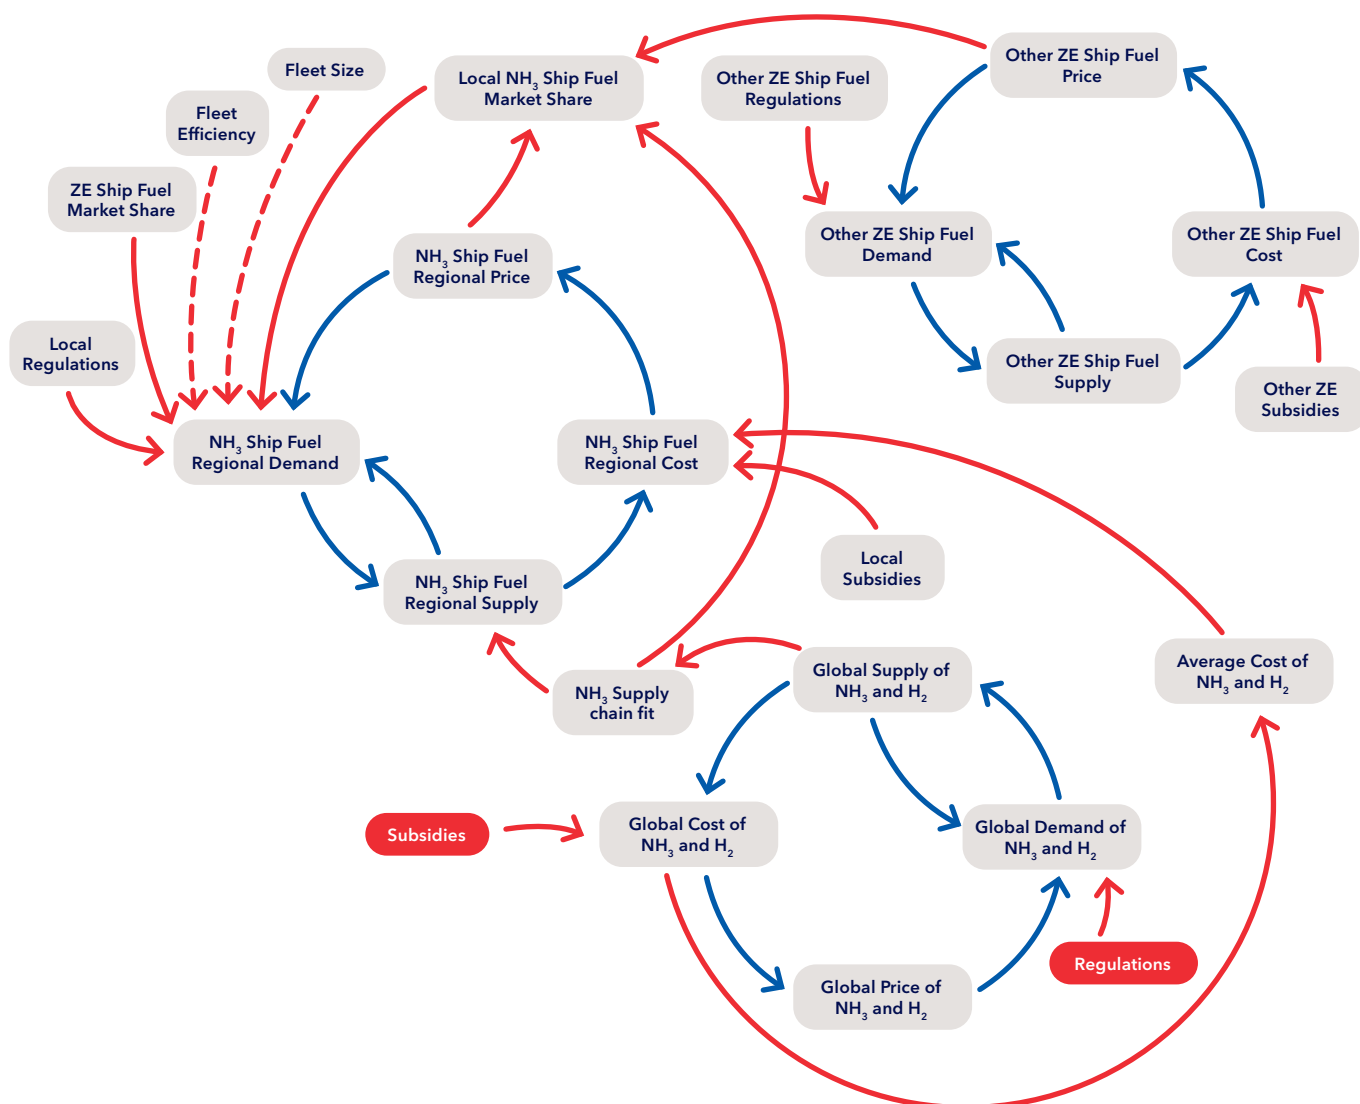 Fleet Size
Local NH₃ Ship Fuel
Market Share
Other ZE Ship Fuel
Regulations
Other ZE Ship Fuel
Price
Fleet
Efficiency
ZE Ship Fuel
Market Share
NH₃ Ship Fuel
Regional Price
Other ZE Ship Fuel
Demand
Other ZE Ship Fuel
Cost
Local
Regulations
Other ZE Ship Fuel
Supply
Other ZE
Subsidies
NH₃ Ship Fuel
Regional Demand
NH₃ Ship Fuel
Regional Cost
Local
Subsidies
NH₃ Ship Fuel
Regional Supply
NH₃ Supply
chain fit
Global Supply of
NH₃ and H₂
Average Cost of
NH₃ and H₂
Subsidies
Global Cost of
NH₃ and H₂
Global Demand of
NH₃ and H₂
Regulations
Global Price of
NH₃ and H₂